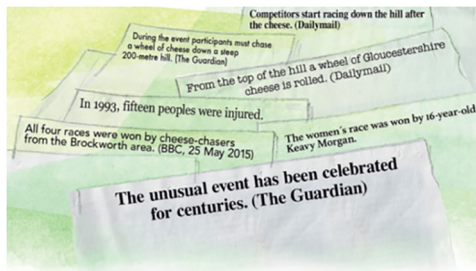 Competitors start racing down the hill after
the cheese. (Dailymail)
During the event participants must chase
a wheel of cheese down a steep
200-metre hill. (The Guardian)
From the top of the hill a wheel of Gloucestershire
cheese is rolled. (Dailymail)
In 1993, fifteen peoples were injured.
The women's race was won by 16-year-old
Keavy Morgan.
All four races were won by cheese-chasers
from the Brockworth area. (BBC, 25 May 2015)
The unusual event has been celebrated
for centuries. (The Guardian)